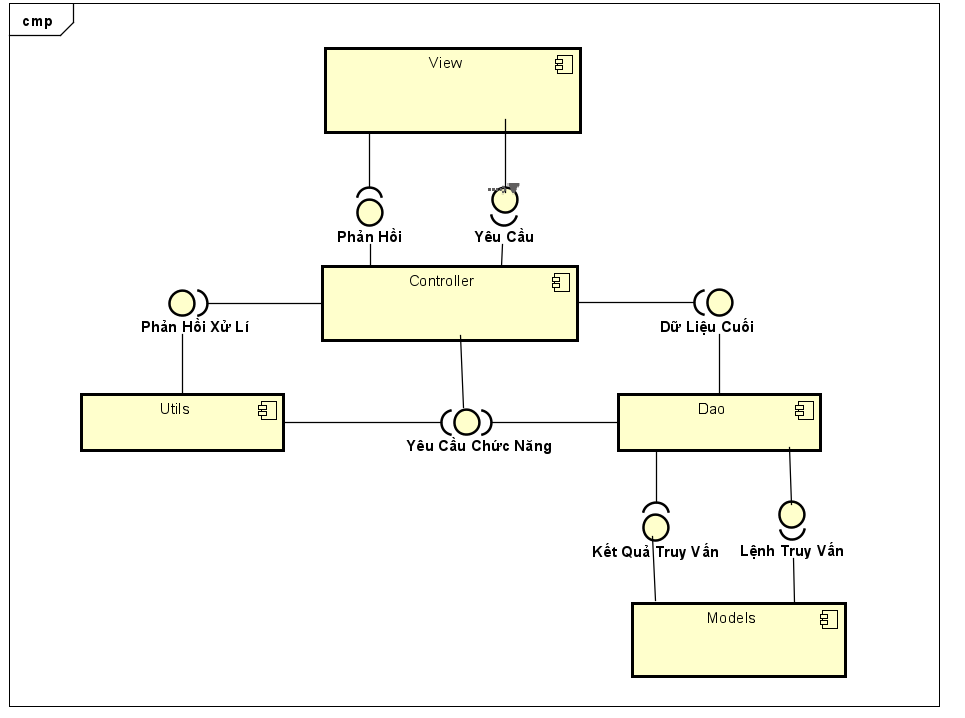 cmp
View
Phản Hồi
Yêu Cầu
Controller
Phản Hồi Xử Lí
Dữ Liệu Cuối
Utils
Dao
Yêu Cầu Chức Năng
Kết Quả Truy Vấn
Lệnh Truy Vấn
Models